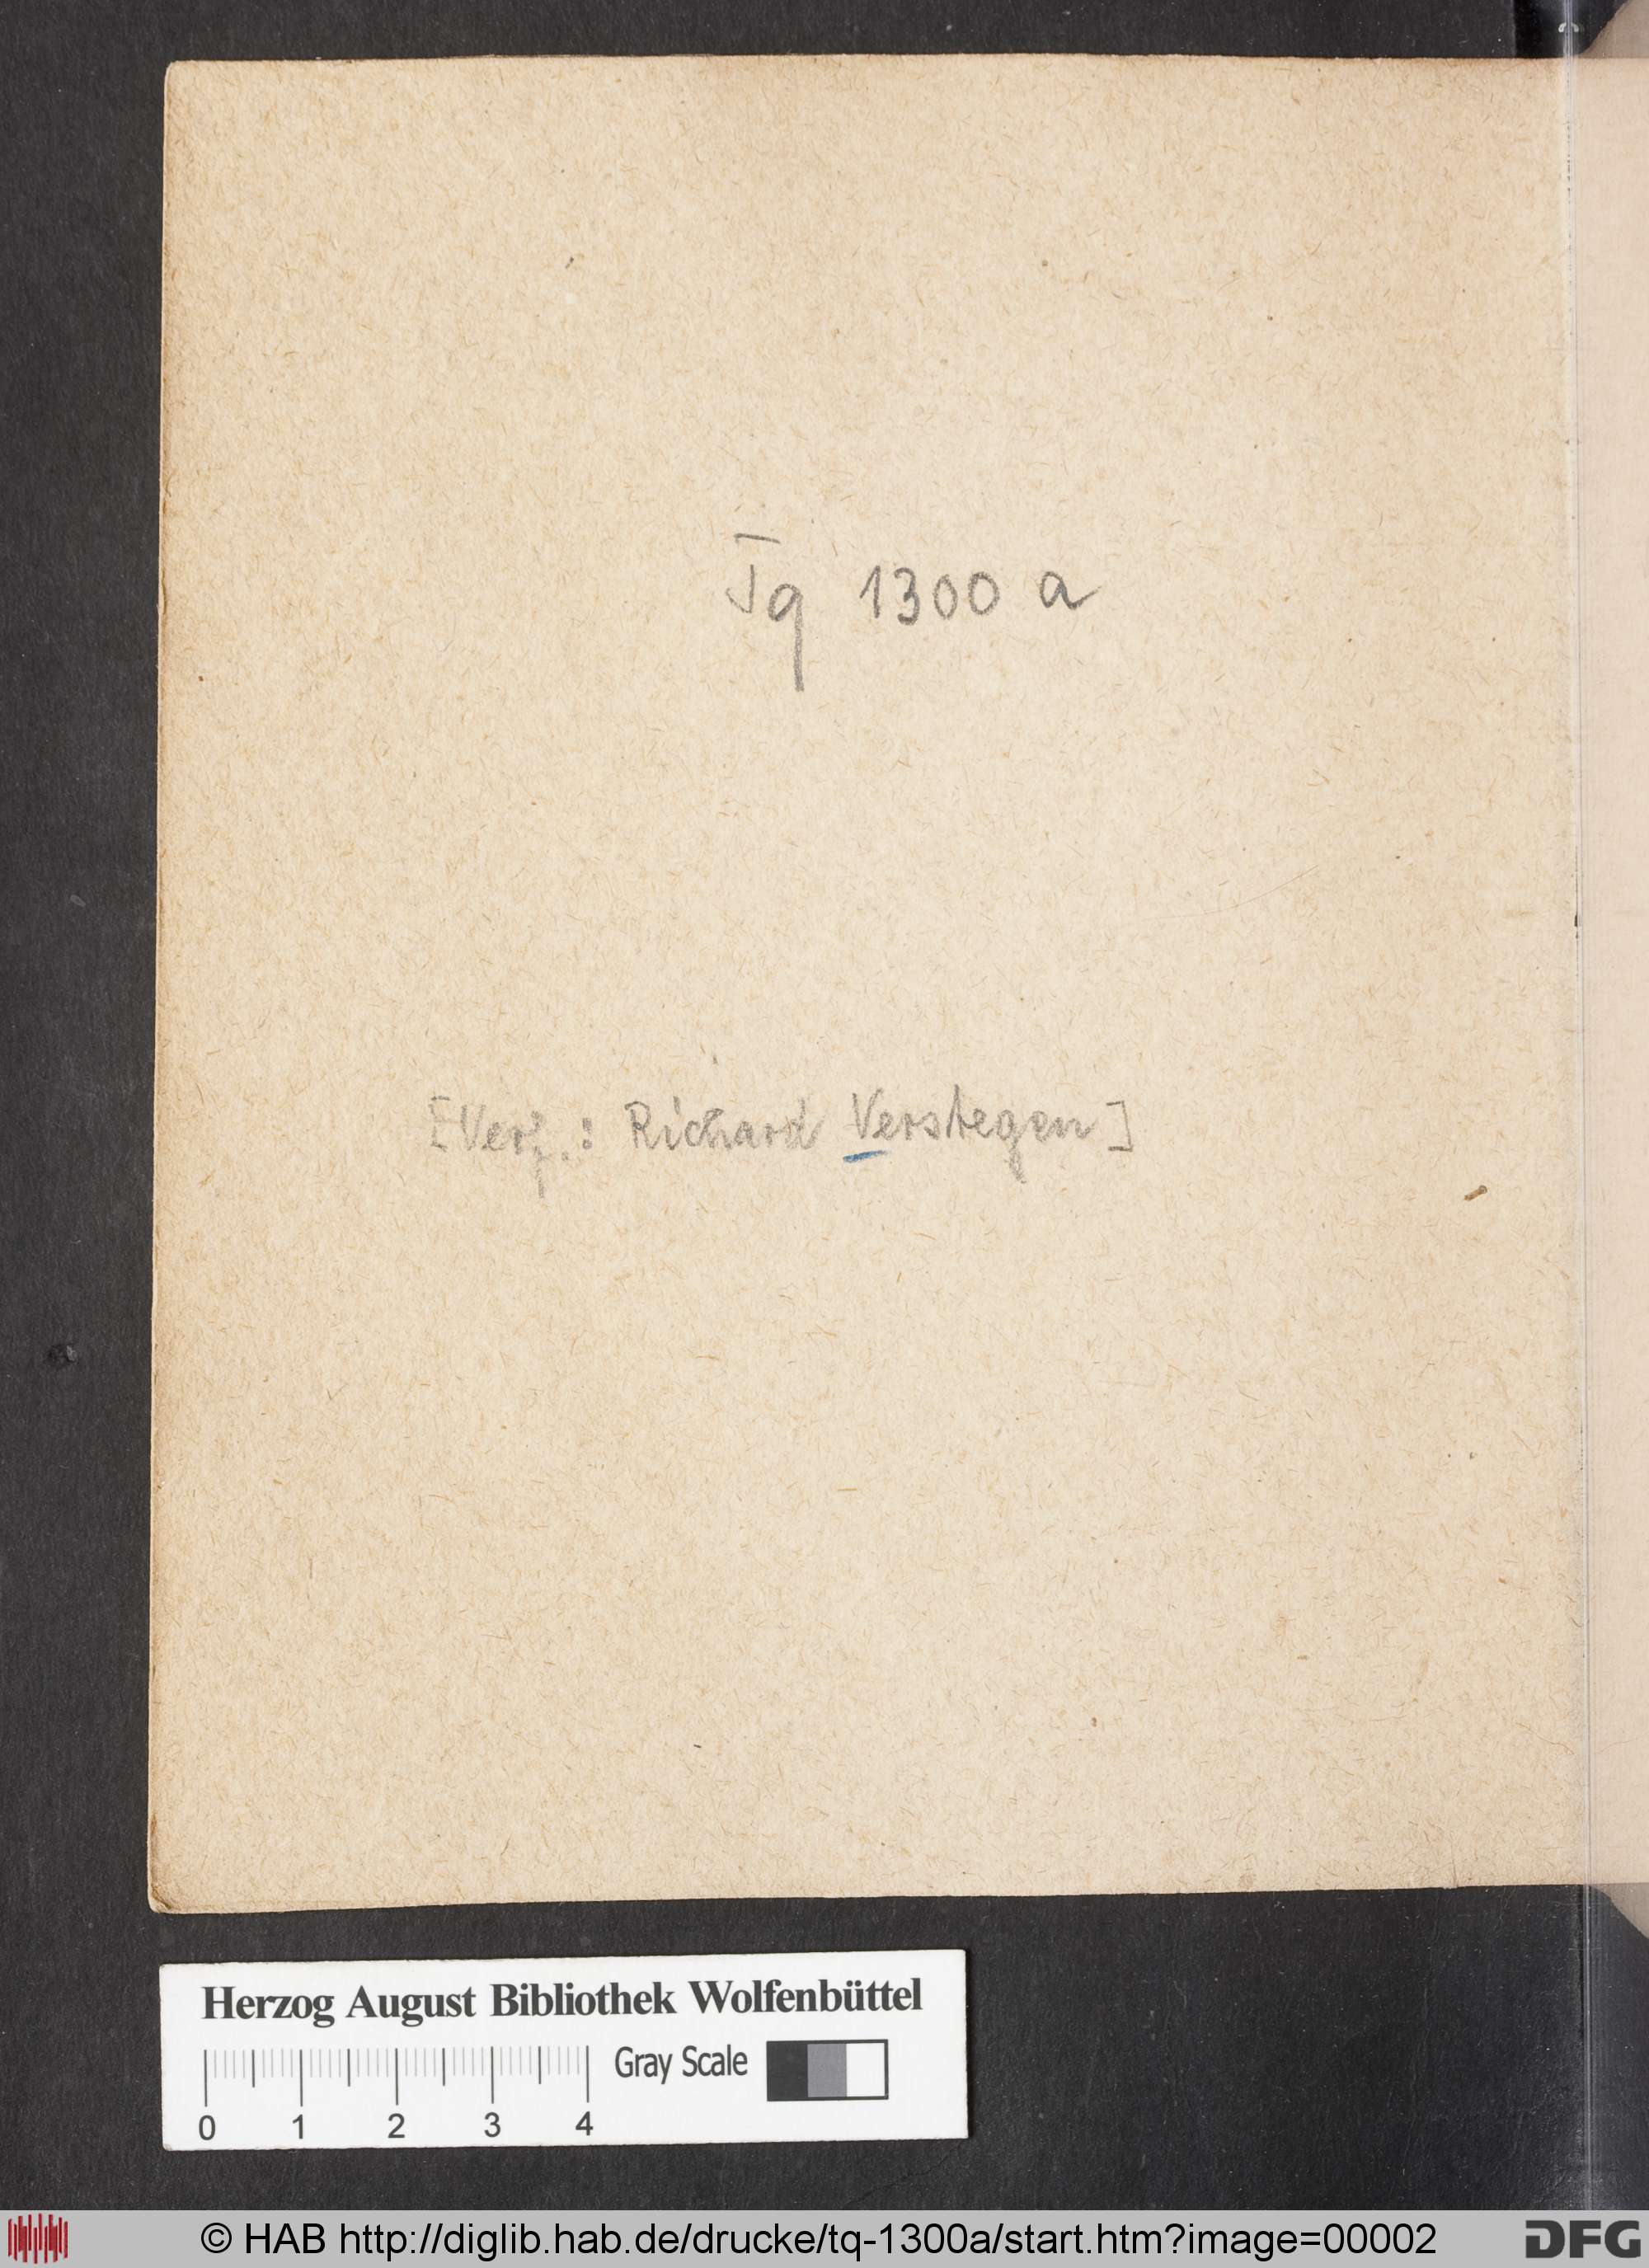 Tq 1300 a
[Verf.: Richard Verstegen]
Herzog August Bibliothek Wolfenbüttel
Gray Scale
0 1 2 3 4
© HAB http://diglib.hab.de/drucke/tq-1300a/start.htm?image=00002
DFG